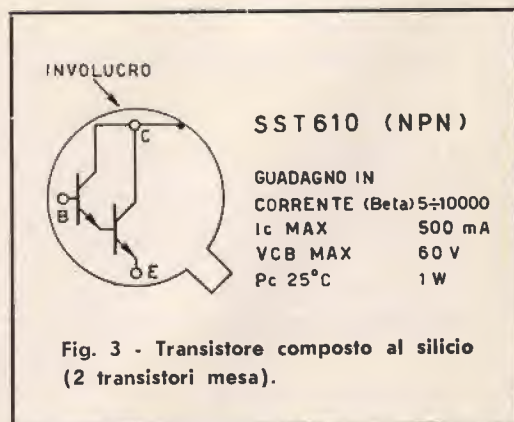 INVOLUCRO
C
B
E
SST610 (NPN)
GUADAGNO IN
CORRENTE (Beta) 5÷10000
Ic MAX 500 mA
VCB MAX 60 V
Pc 25°C 1 W
Fig. 3 - Transistore composto al silicio
(2 transistori mesa).